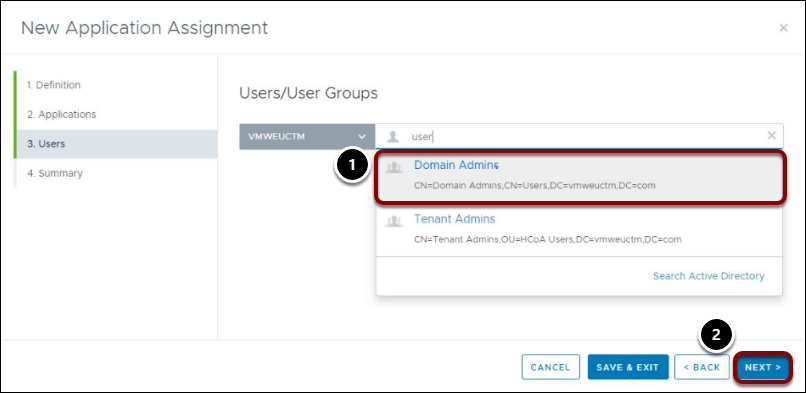 New Application Assignment
×
1. Definition
2. Applications
3. Users
4. Summary
Users/User Groups
VMWEUCTM
user
×
1
Domain Admins
CN=Domain Admins,CN=Users,DC=vmweuctm,DC=com
Tenant Admins
CN=Tenant Admins,OU=HCoA Users,DC=vmweuctm,DC=com
Search Active Directory
2
CANCEL
SAVE & EXIT
< BACK
NEXT >